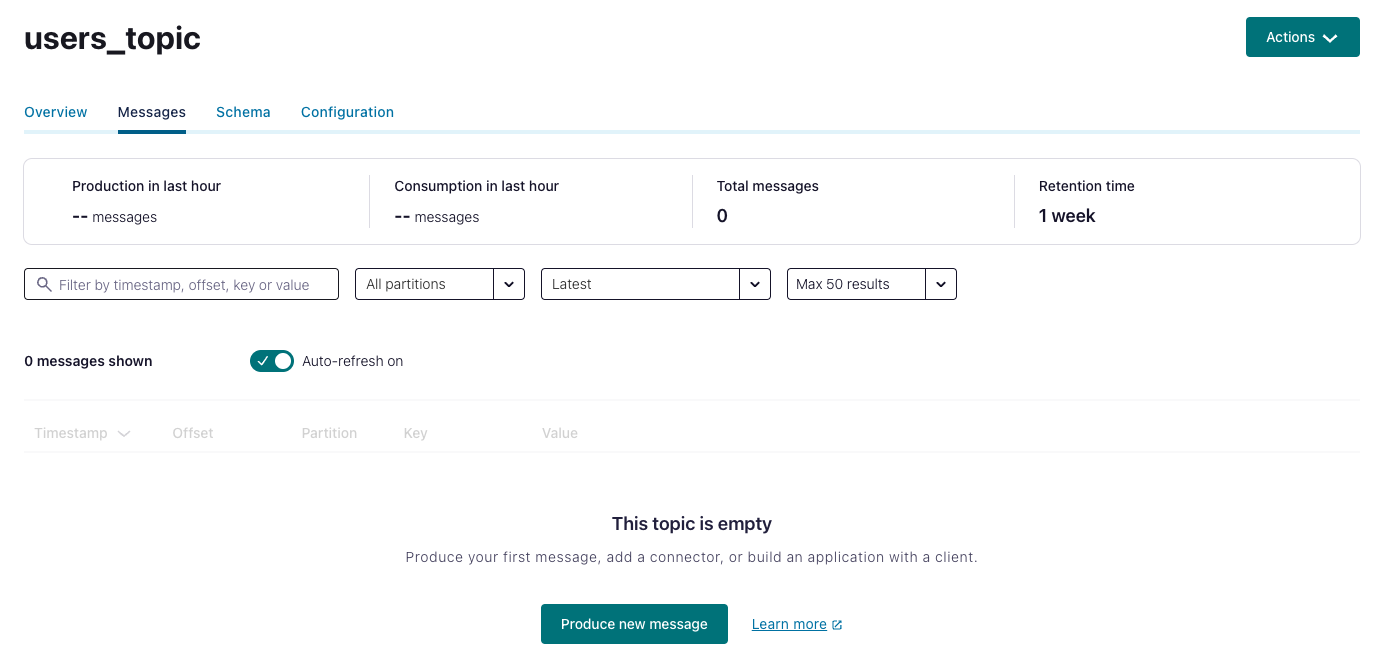 users_topic
Actions
Overview Messages Schema Configuration
Production in last hour Consumption in last hour Total messages Retention time
-- messages -- messages 0 1 week
Filter by timestamp, offset, key or value All partitions Latest Max 50 results
0 messages shown Auto-refresh on
Timestamp Offset Partition Key Value
This topic is empty
Produce your first message, add a connector, or build an application with a client.
Produce new message Learn more